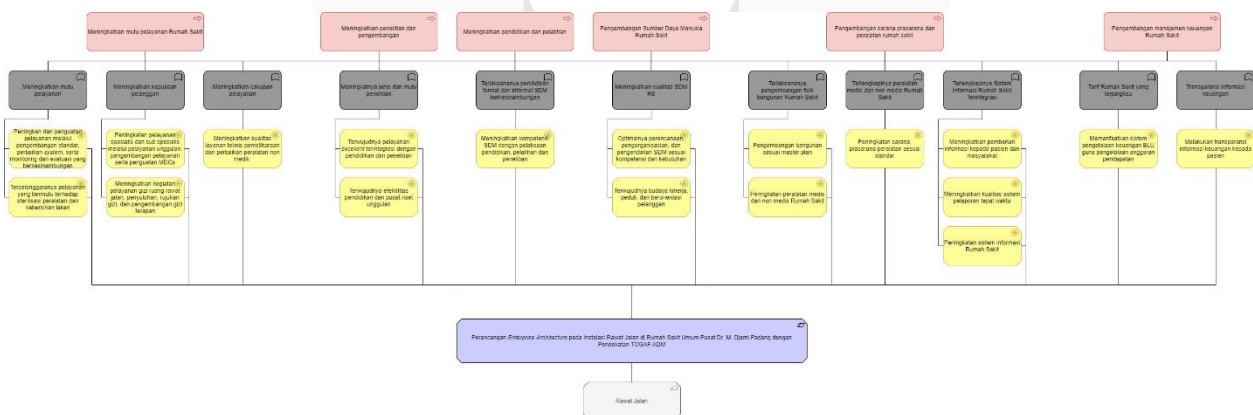 Meningkatkan mutu pelayanan Rumah Sakit
Meningkatkan penelitian dan
pengembangan
Meningkatkan pendidikan dan pelatihan
Pengembangan Sumber Daya Manusia
Rumah Sakit
Pengembangan sarana prasarana dan
peralatan rumah sakit
Pengembangan manajemen keuangan
Rumah Sakit
Meningkatkan mutu
pelayanan
Meningkatkan kepuasan
pelanggan
Meningkatkan cakupan
pelayanan
Meningkatnya jenis dan mutu
penelitian
Terlaksananya pendidikan
formal dan informal SDM
berkesinambungan
Meningkatkan kualitas SDM
RS
Terlaksananya
pengembangan fisik
bangunan Rumah Sakit
Terlengkapinya peralatan
medis dan non medis Rumah
Sakit
Terlengkapinya Sistem
Informasi Rumah Sakit
Terintegrasi
Tarif Rumah Sakit yang
terjangkau
Transparansi informasi
keuangan
Peningkan dan penguatan
pelayanan melalui
pengembangan standar,
perbaikan system, serta
monitoring dan evaluasi yang
berkesinambungan
Peningkatan pelayanan
spesialis dan sub spesialis
melalui pelayanan unggulan,
pengembangan pelayanan
serta penguatan MDGs
Meningkatkan kualitas
layanan teknis pemeliharaan
dan perbaikan peralatan non
medik
Terwujudnya pelayanan
excellent terintegrasi dengan
pendidikan dan penelitian
Meningkatkan kompetensi
SDM dengan pelaksaan
pendidikan, pelatihan dan
penelitian
Optimalnya perencanaan,
pengorganisasian, dan
pengendalian SDM sesuai
kompetensi dan kebutuhan
Pengembangan bangunan
sesuai master plan
Peningkatan sarana,
prasarana peralatan sesuai
standar
Meningkatkan pemberian
informasi kepada pasien dan
masyarakat
Memanfaatkan sistem
pengelolaan keuangan BLU
guna pengelolaan anggaran
pendapatan
Melakukan transparansi
informasi keuangan kepada
pasien
Terselenggaranya pelayanan
yang bermutu terhadap
sterilisasi peralatan dan
kebersihan laken
Meningkatkan kegiatan
pelayanan gizi ruang rawat
jalan, penyuluhan, rujukan
gizi, dan pengembangan gizi
terapan
Terwujudnya efektifitas
pendidikan dan pusat riset
unggulan
Terwujudnya budaya kinerja,
peduli, dan berorientasi
pelanggan
Peningkatan peralatan medis
dan non medis Rumah Sakit
Meningkatkan kualitas sistem
pelaporan tepat waktu
Peningkatan sistem informasi
Rumah Sakit
Perancangan Enterprise Architecture pada Instalasi Rawat Jalan di Rumah Sakit Umum Pusat Dr. M. Djamil Padang dengan
Pendekatan TOGAF ADM
Rawat Jalan